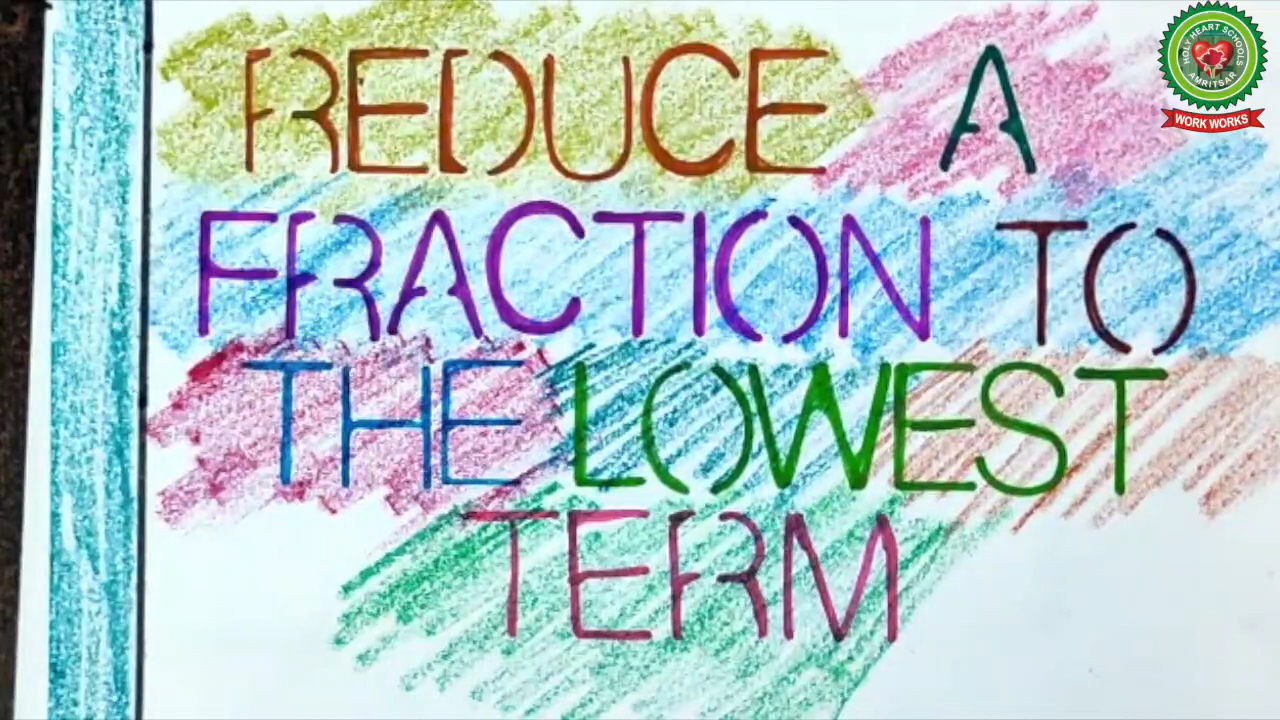 REDUCE A
FRACTION TO
THE LOWEST
TERM
HOLY HEART SCHOOLS
AMRITSAR
WORK WORKS